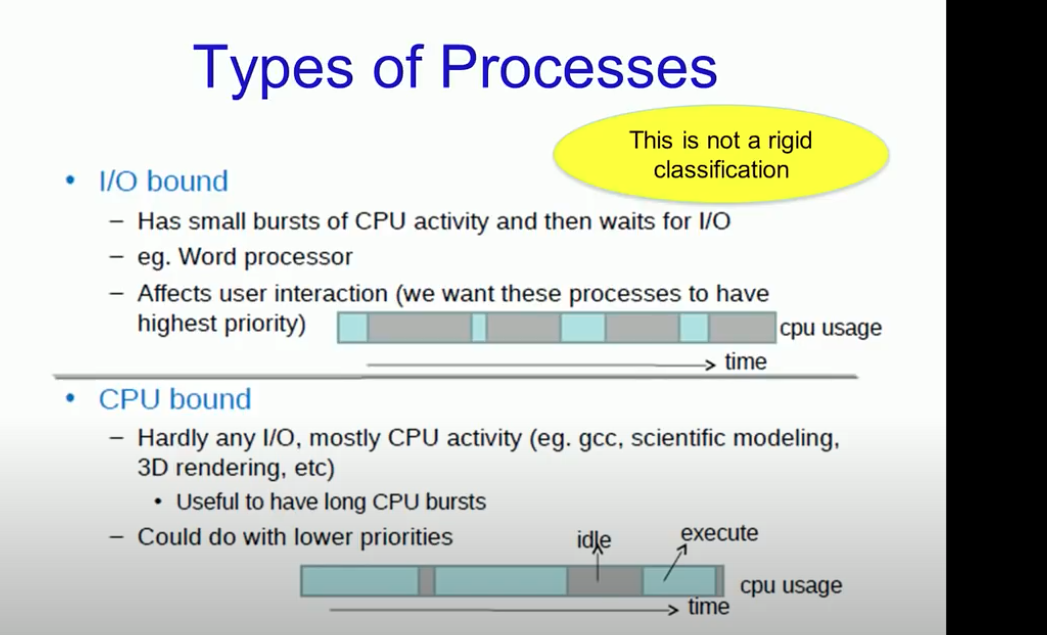 Types of Processes
This is not a rigid
classification
• I/O bound
– Has small bursts of CPU activity and then waits for I/O
– eg. Word processor
– Affects user interaction (we want these processes to have
highest priority)
cpu usage
time
• CPU bound
– Hardly any I/O, mostly CPU activity (eg. gcc, scientific modeling,
3D rendering, etc)
• Useful to have long CPU bursts
– Could do with lower priorities
idle
execute
cpu usage
time